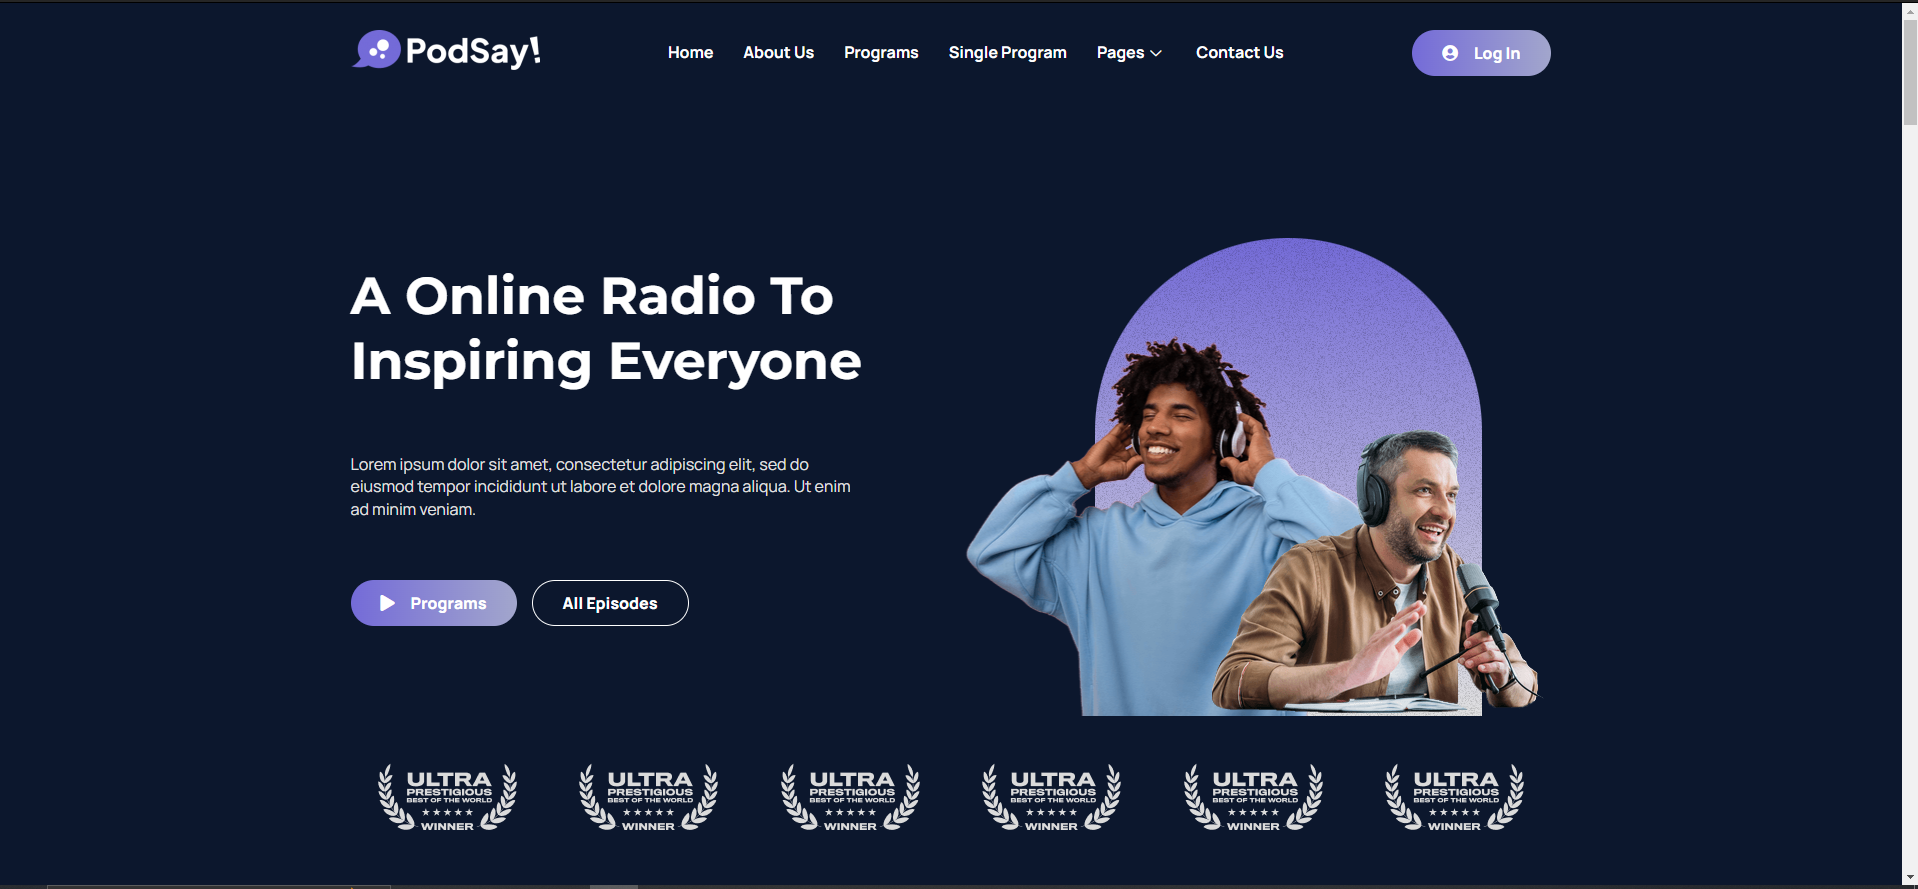 PodSay!
Home About Us Programs Single Program Pages Contact Us
Log In
A Online Radio To
Inspiring Everyone
Lorem ipsum dolor sit amet, consectetur adipiscing elit, sed do
eiusmod tempor incididunt ut labore et dolore magna aliqua. Ut enim
ad minim veniam.
Programs
All Episodes
ULTRA
PRESTIGIOUS
BEST OF THE WORLD
WINNER
ULTRA
PRESTIGIOUS
BEST OF THE WORLD
WINNER
ULTRA
PRESTIGIOUS
BEST OF THE WORLD
WINNER
ULTRA
PRESTIGIOUS
BEST OF THE WORLD
WINNER
ULTRA
PRESTIGIOUS
BEST OF THE WORLD
WINNER
ULTRA
PRESTIGIOUS
BEST OF THE WORLD
WINNER